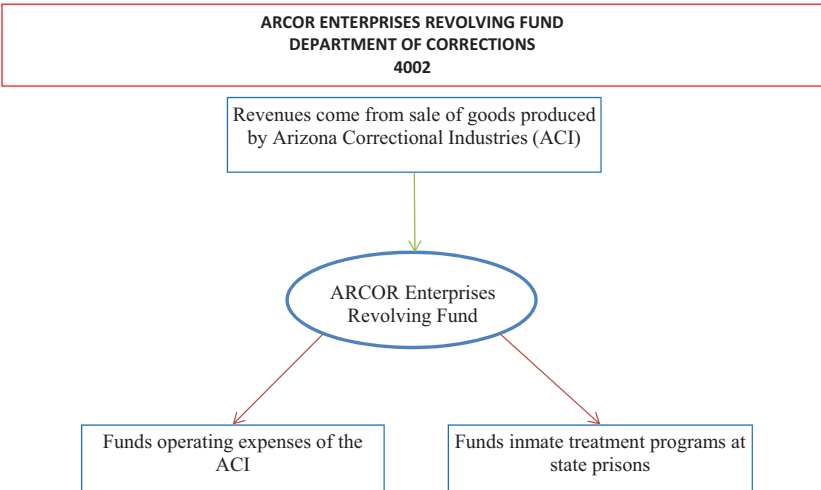 ARCOR ENTERPRISES REVOLVING FUND
DEPARTMENT OF CORRECTIONS
4002
Revenues come from sale of goods produced
by Arizona Correctional Industries (ACI)
ARCOR Enterprises
Revolving Fund
Funds operating expenses of the
ACI
Funds inmate treatment programs at
state prisons